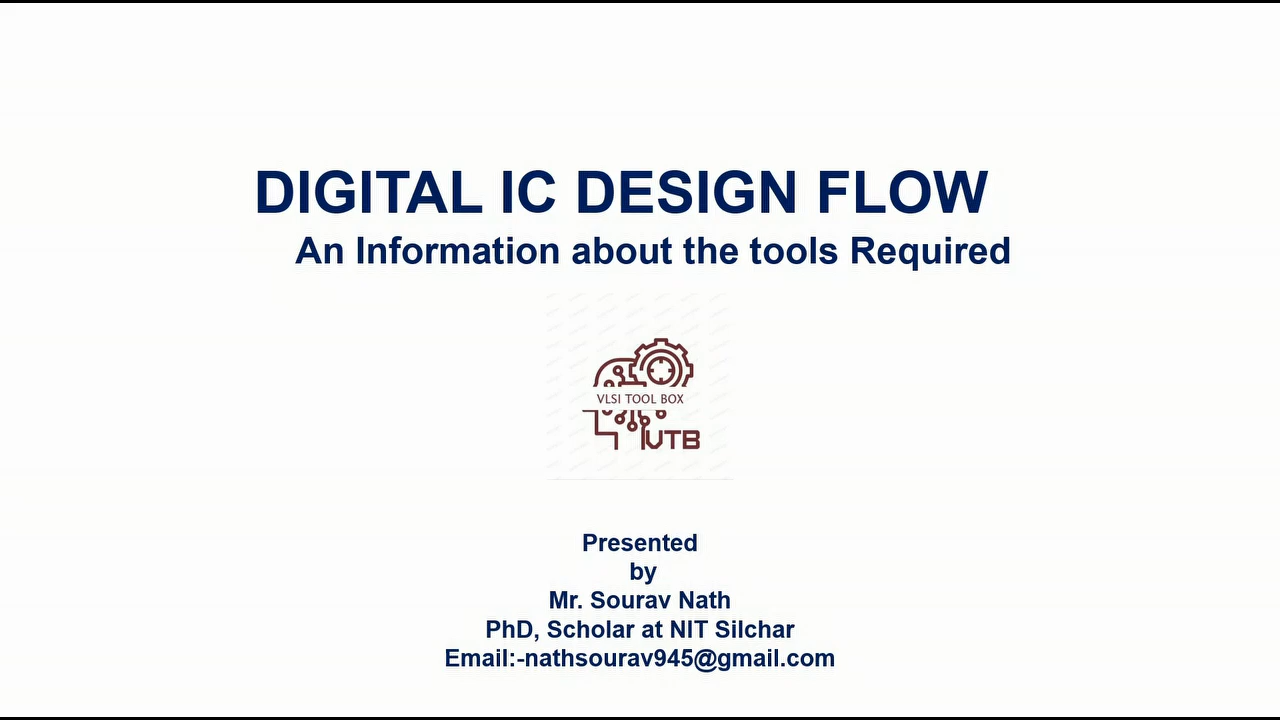 DIGITAL IC DESIGN FLOW
An Information about the tools Required
VLSI TOOL BOX
VTB
Presented
by
Mr. Sourav Nath
PhD, Scholar at NIT Silchar
Email:-nathsourav945@gmail.com